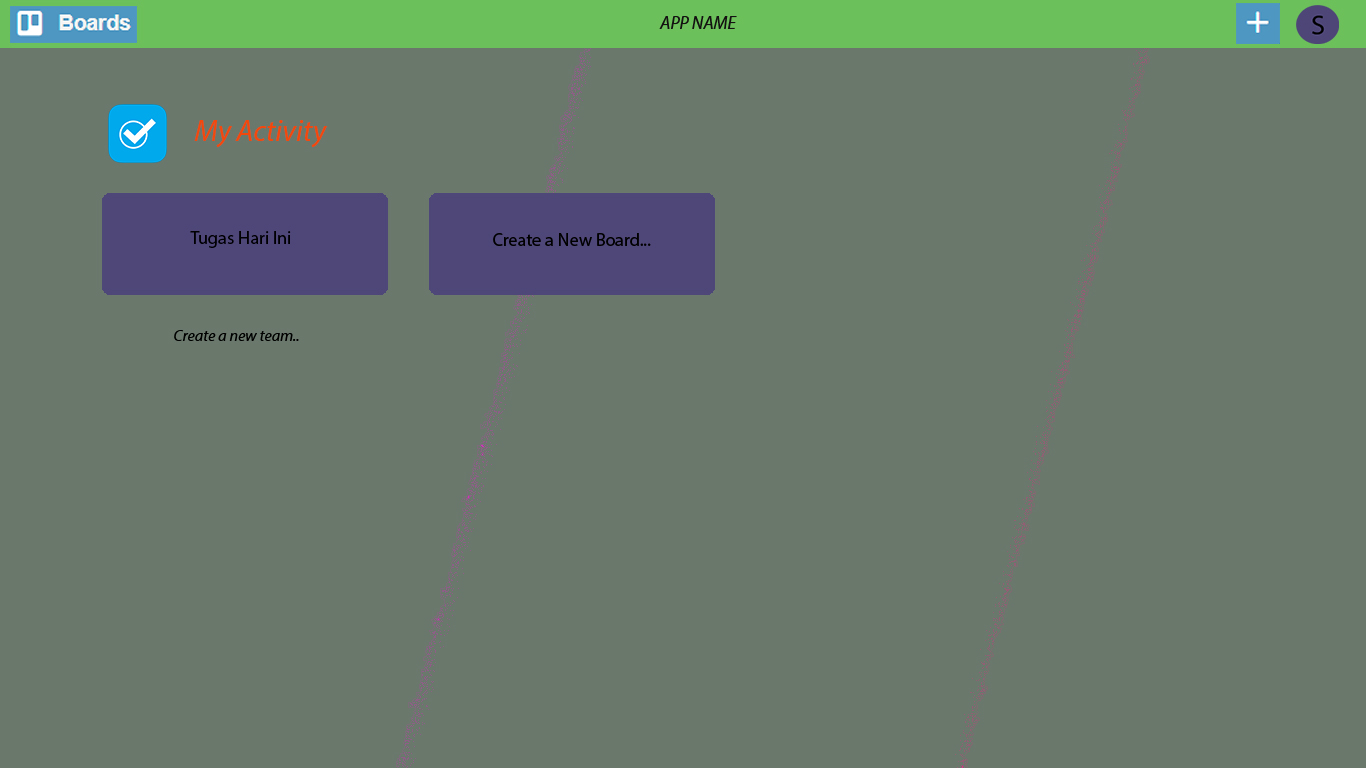 Boards
APP NAME
+
S
My Activity
Tugas Hari Ini
Create a New Board...
Create a new team..